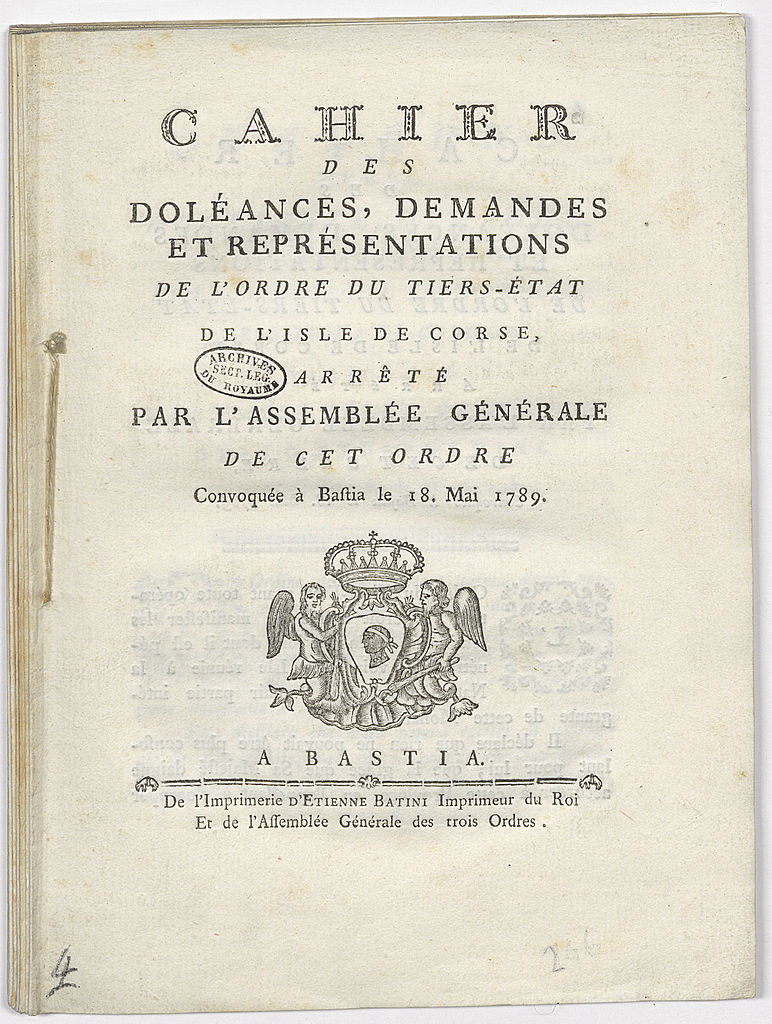 CAHIER
DES
DOLÉANCES, DEMANDES
ET REPRÉSENTATIONS
DE L'ORDRE DU TIERS-ÉTAT
DE L'ISLE DE CORSE,
ARCHIVES
SECT. LEG.
DU ROYAUME
ARRÊTÉ
PAR L'ASSEMBLÉE GÉNÉRALE
DE CET ORDRE
Convoquée à Baſtia le 18. Mai 1789.
A BASTIA.
De l'Imprimerie D'ETIENNE BATINI Imprimeur du Roi
Et de l'Aſſemblée Générale des trois Ordres.
4